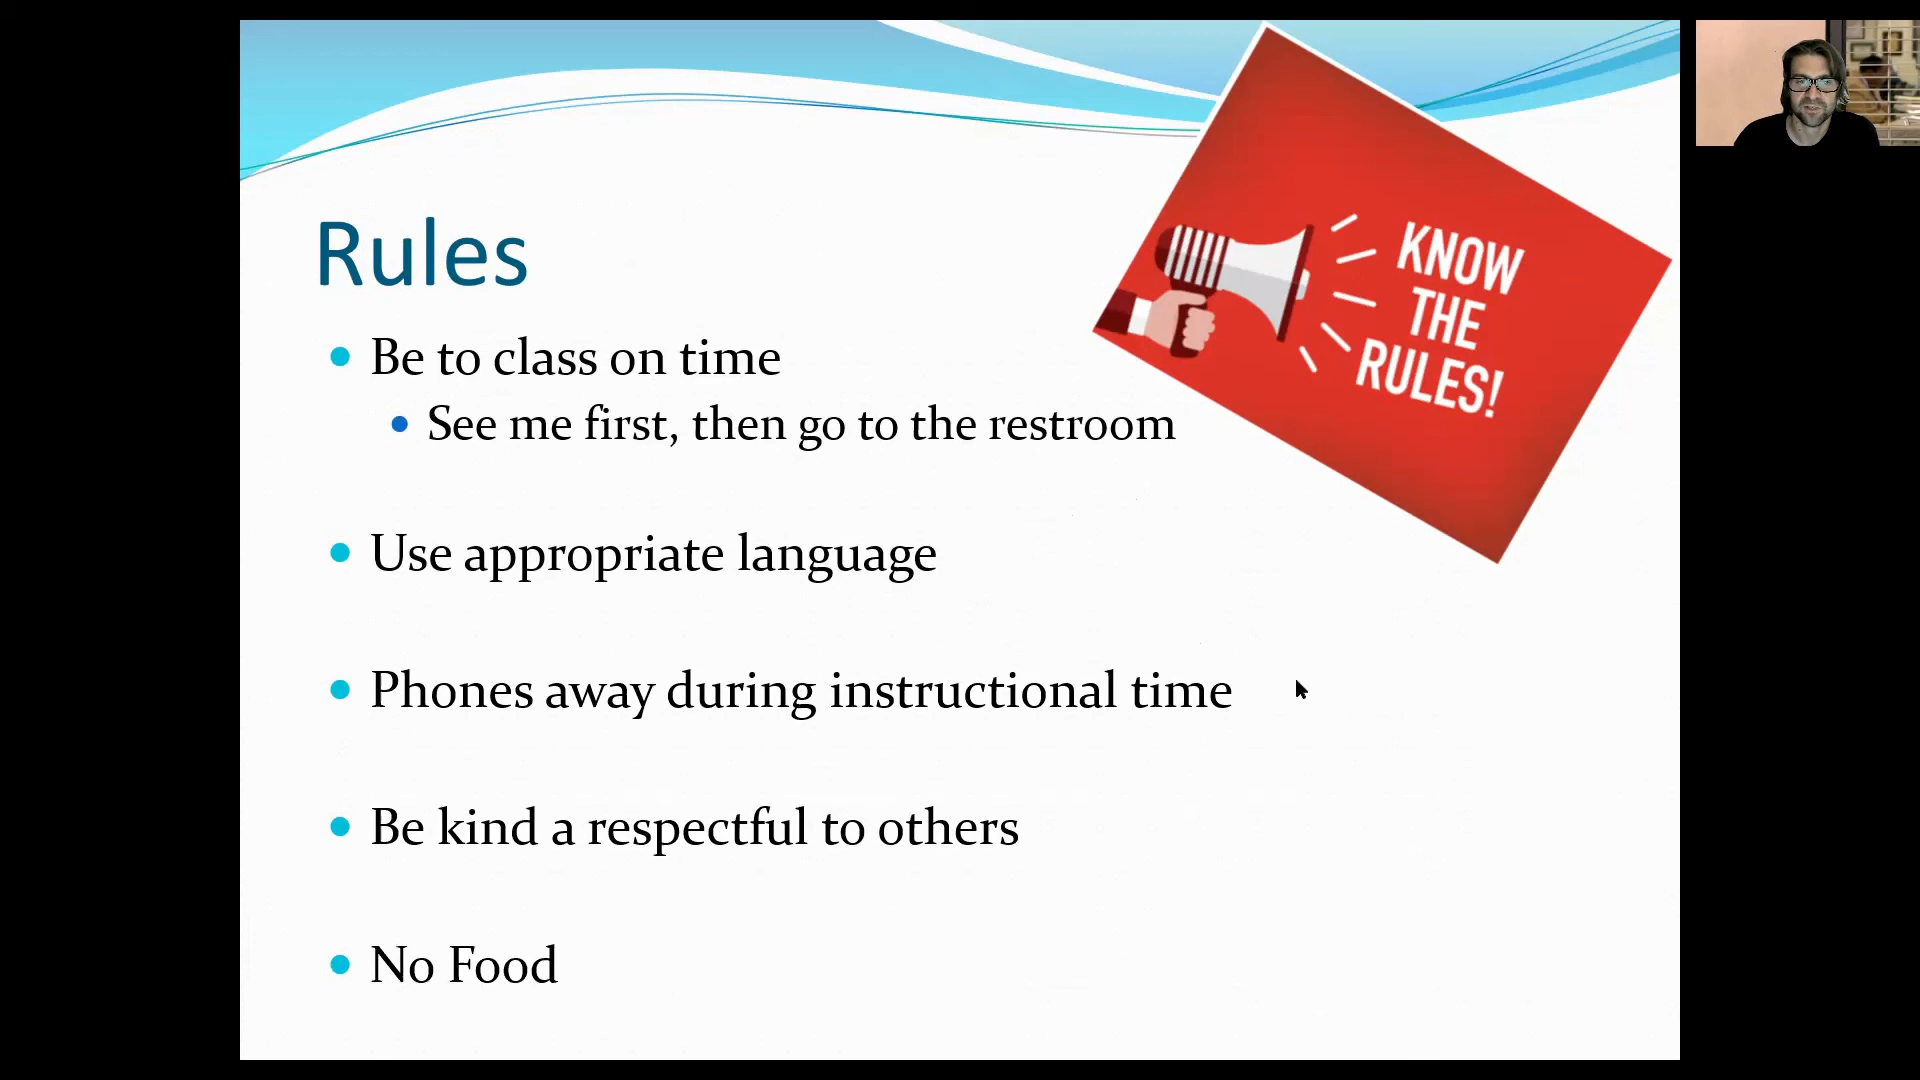 Rules
KNOW
THE
RULES!
Be to class on time
See me first, then go to the restroom
Use appropriate language
Phones away during instructional time
Be kind a respectful to others
No Food